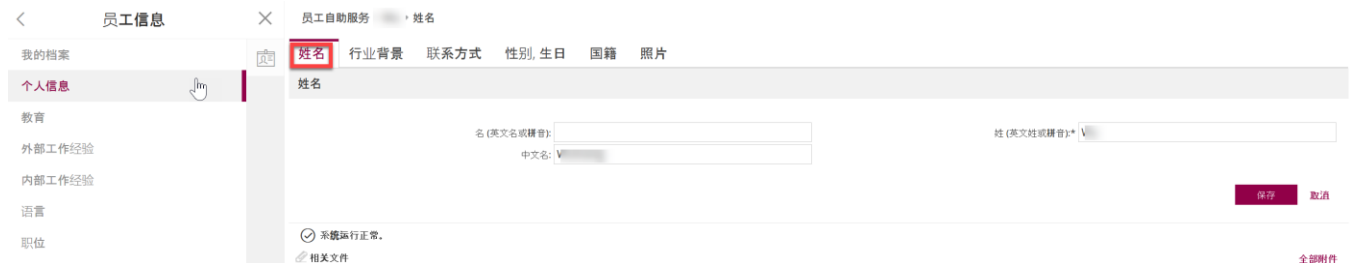 员工信息
我的档案
个人信息
教育
外部工作经验
内部工作经验
语言
职位
员工自助服务 › 姓名
姓名 行业背景 联系方式 性别, 生日 国籍 照片
姓名
名 (英文名或拼音):
姓 (英文姓或拼音):*
中文名:
保存 取消
系统运行正常。
相关文件
全部附件